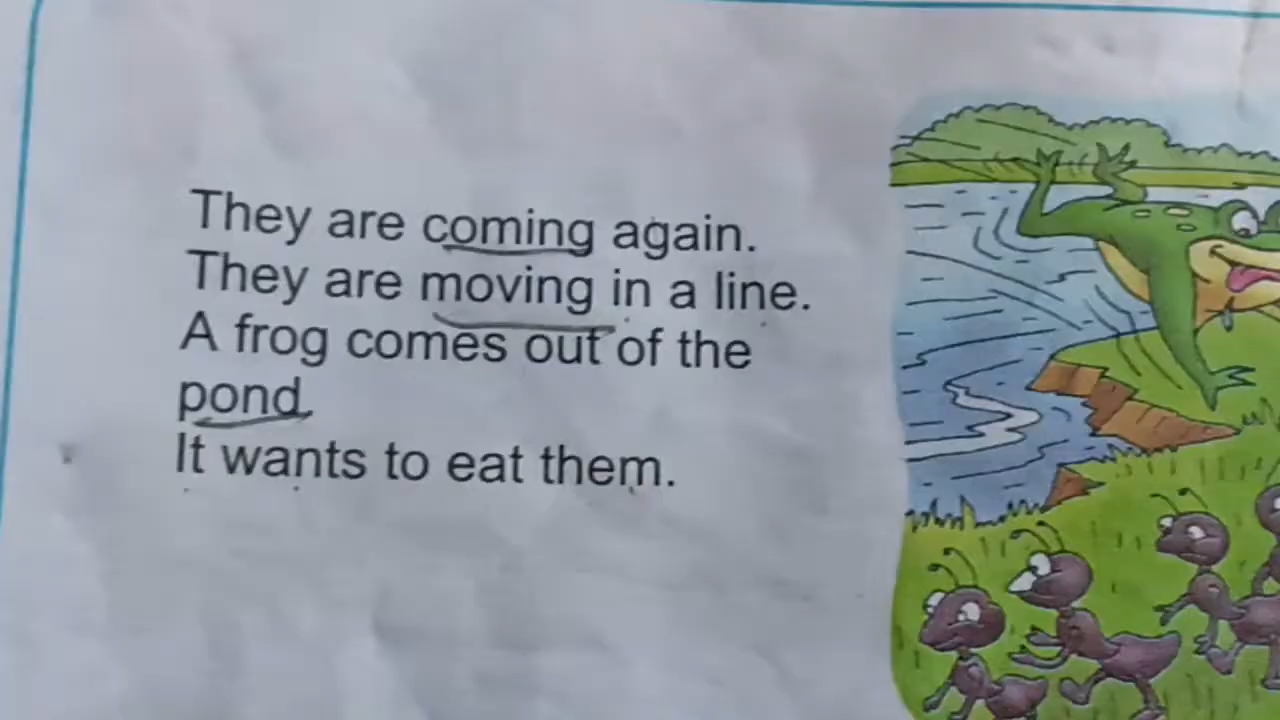 They are coming again.
They are moving in a line.
A frog comes out of the
pond
It wants to eat them.